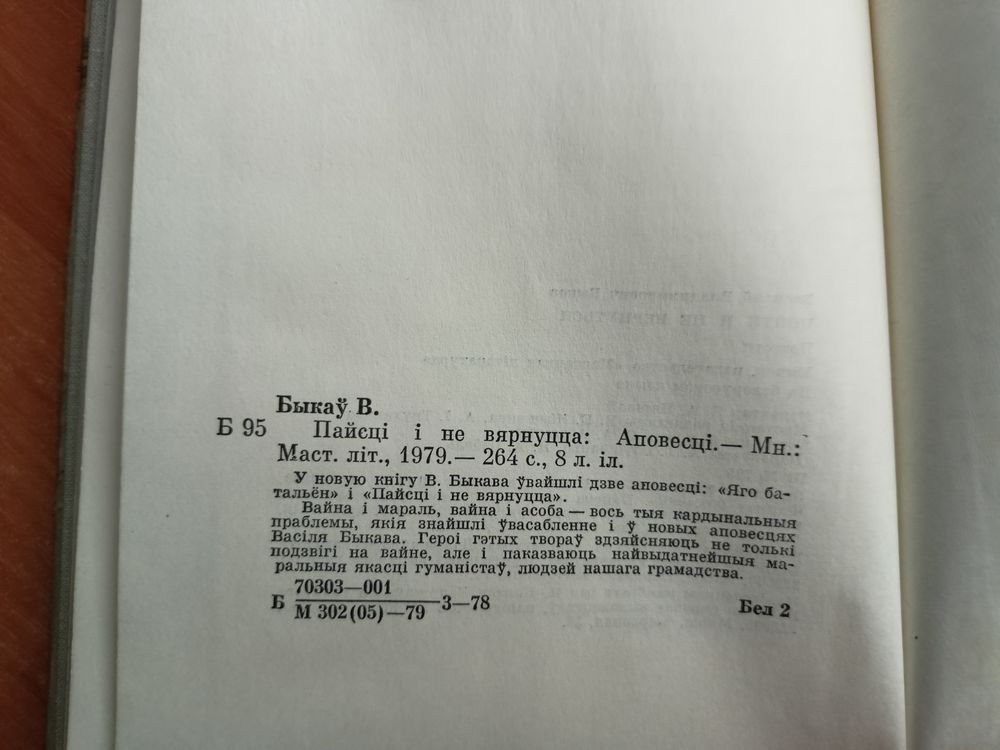 Быкаў В.
Б 95 Пайсці і не вярнуцца: Аповесці.— Мн.:
Маст. літ., 1979.— 264 с., 8 л. іл.
У новую кнігу В. Быкава ўвайшлі дзве аповесці: «Яго ба-
тальён» і «Пайсці і не вярнуцца».
Вайна і мараль, вайна і асоба — вось тыя кардынальныя
праблемы, якія знайшлі ўвасабленне і ў новых аповесцях
Васіля Быкава. Героі гэтых твораў здзяйсняюць не толькі
подзвігі на вайне, але і паказваюць найвыдатнейшыя ма-
ральныя якасці гуманістаў, людзей нашага грамадства.
70303—001
Б 3—78 Бел 2
М 302(05)—79